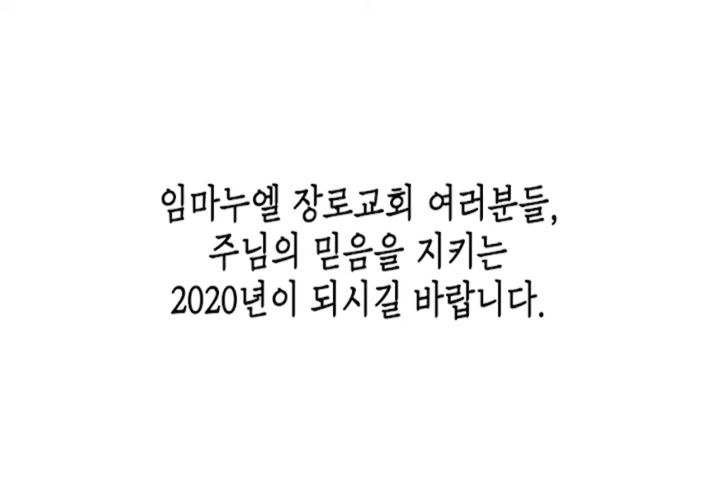 임마누엘 장로교회 여러분들,
주님의 믿음을 지키는
2020년이 되시길 바랍니다.